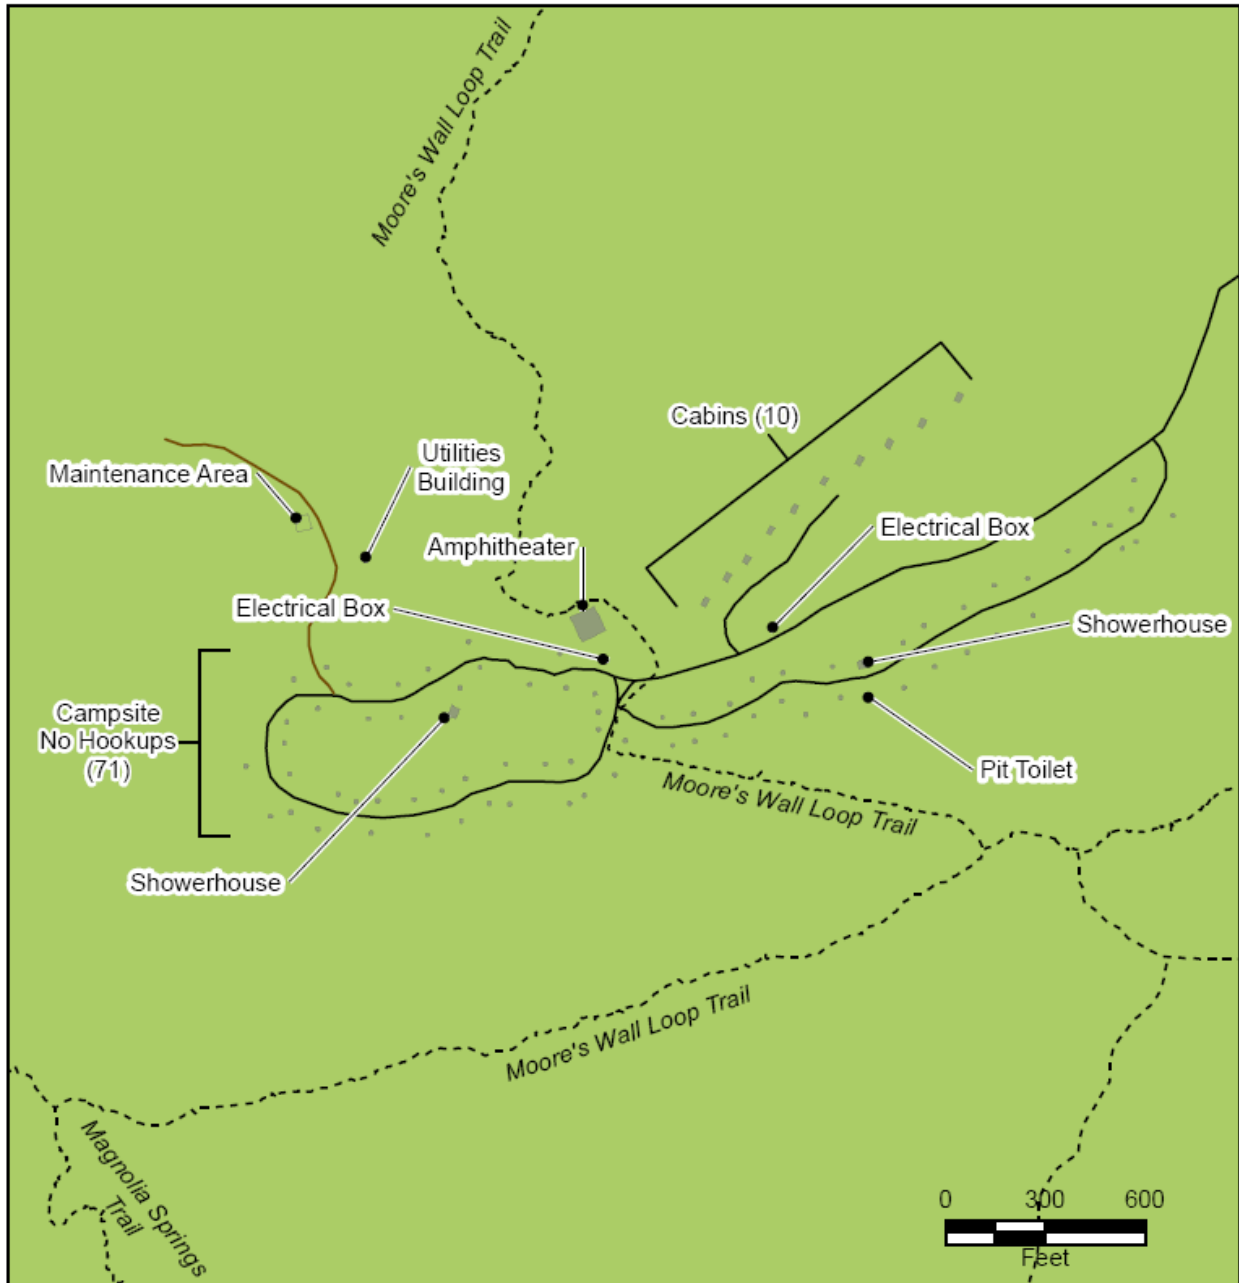 Moore's Wall Loop Trail
Cabins (10)
Utilities
Building
Maintenance Area
Electrical Box
Amphitheater
Electrical Box
Showerhouse
Campsite
No Hookups
(71)
Pit Toilet
Moore's Wall Loop Trail
Showerhouse
Moore's Wall Loop Trail
Magnolia Springs
Trail
0 300 600
Feet